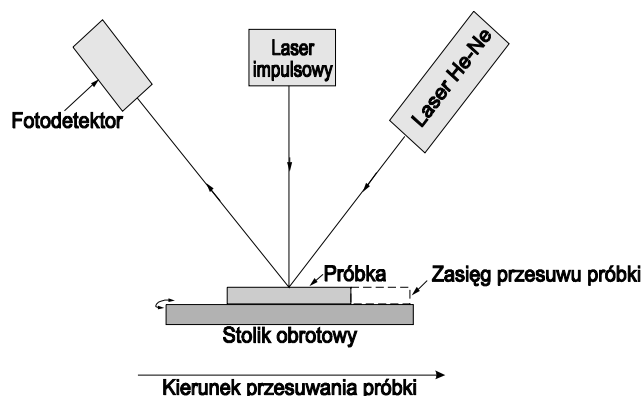 Laser
impulsowy
Laser He-Ne
Fotodetektor
Próbka
Zasięg przesuwu próbki
Stolik obrotowy
Kierunek przesuwania próbki